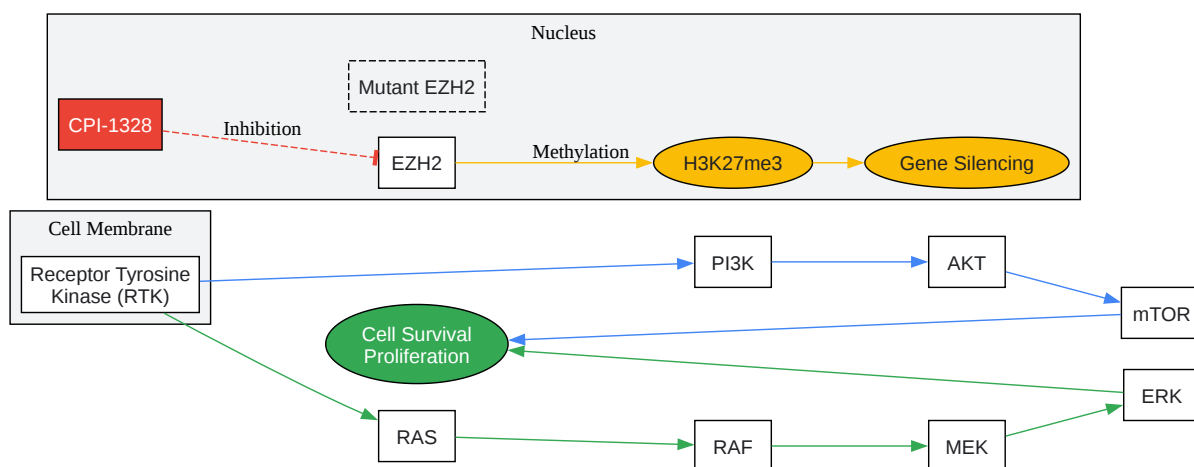 Nucleus
Mutant EZH2
CPI-1328
Inhibition
EZH2
Methylation
H3K27me3
Gene Silencing
Cell Membrane
Receptor Tyrosine
Kinase (RTK)
PI3K
AKT
mTOR
Cell Survival
Proliferation
ERK
RAS
RAF
MEK